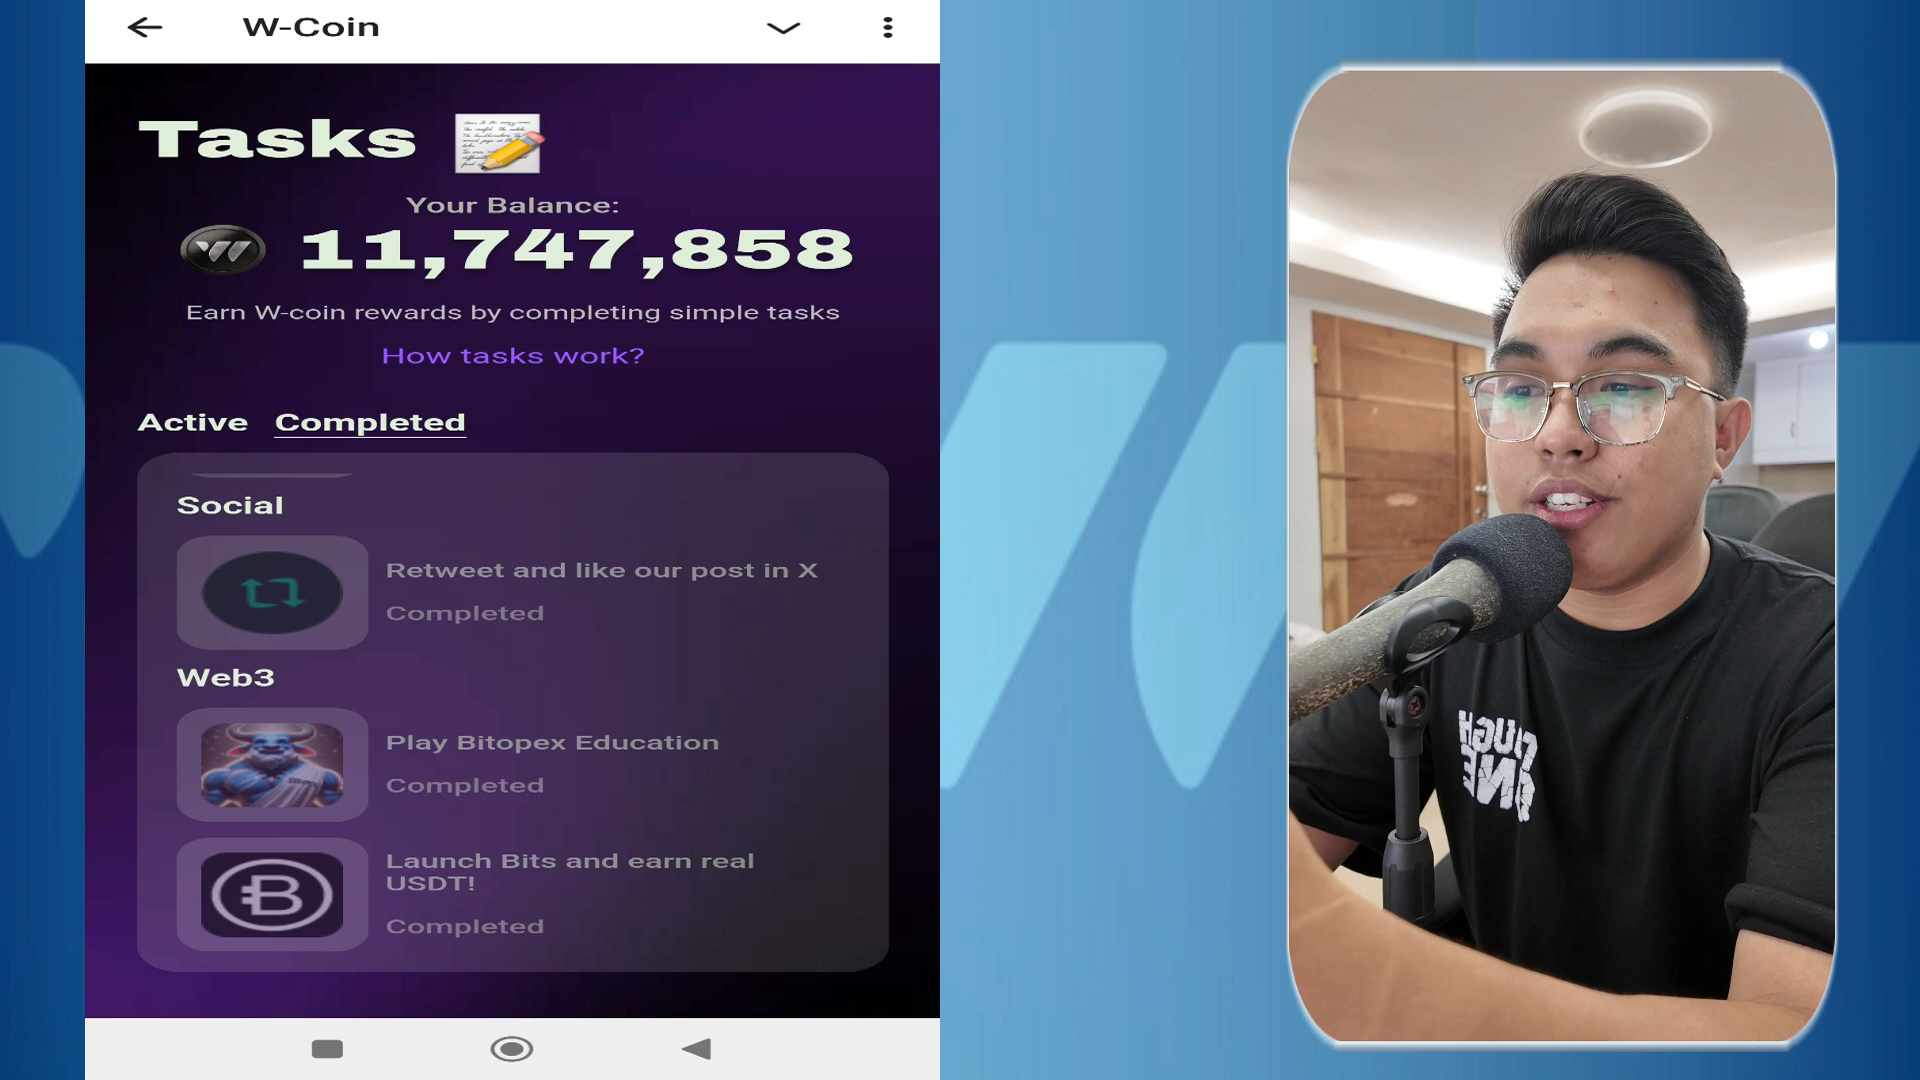 W-Coin
Tasks
Your Balance:
11,747,858
Earn W-coin rewards by completing simple tasks
How tasks work?
Active Completed
Social
Retweet and like our post in X
Completed
Web3
Play Bitopex Education
Completed
Launch Bits and earn real
USDT!
Completed